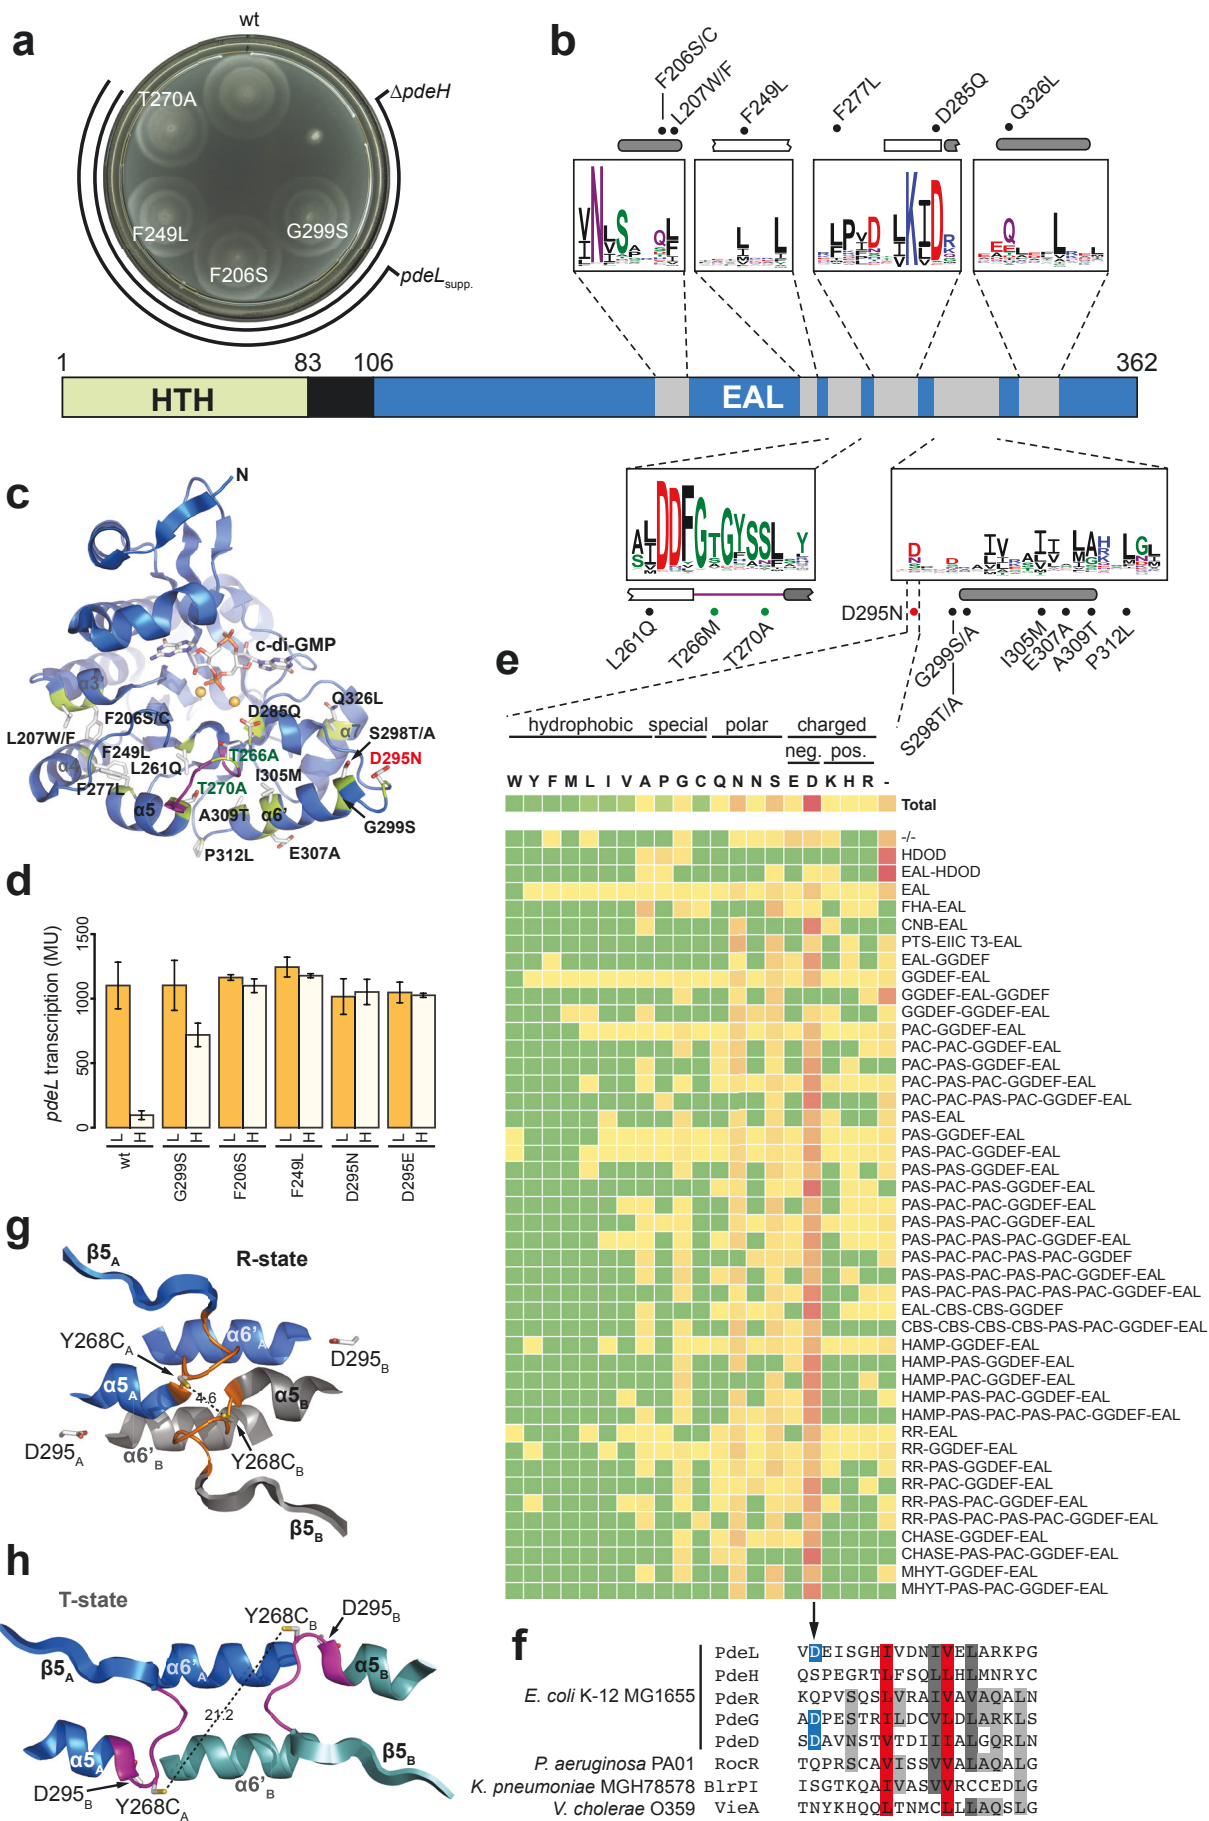 a
wt
T270A
ΔpdeH
F249L
G299S
F206S
pdeL supp.
b
F206S/C
L207W/F
F249L
F277L
D285Q
Q326L
1
83
106
362
HTH
EAL
L261Q
T266M
T270A
D295N
S298T/A
G299S/A
I305M
E307A
A309T
P312L
c
N
c-di-GMP
α3'
F206S/C
D285Q
Q326L
L207W/F
F249L
α7
S298T/A
α4
L261Q
T266A
D295N
F277L
I305M
T270A
α5
A309T
α6'
G299S
P312L
E307A
d
pdeL transcription (MU)
0 500 1000 1500
L H L H L H L H L H L H
wt G299S F206S F249L D295N D295E
e
hydrophobic special polar charged
neg. pos.
W Y F M L I V A P G C Q N N S E D K H R -
Total
-/-
HDOD
EAL-HDOD
EAL
FHA-EAL
CNB-EAL
PTS-EIIC T3-EAL
EAL-GGDEF
GGDEF-EAL
GGDEF-EAL-GGDEF
GGDEF-GGDEF-EAL
PAC-GGDEF-EAL
PAC-PAC-GGDEF-EAL
PAC-PAS-GGDEF-EAL
PAC-PAS-PAC-GGDEF-EAL
PAC-PAC-PAS-PAC-GGDEF-EAL
PAS-EAL
PAS-GGDEF-EAL
PAS-PAC-GGDEF-EAL
PAS-PAS-GGDEF-EAL
PAS-PAC-PAS-GGDEF-EAL
PAS-PAC-PAC-GGDEF-EAL
PAS-PAS-PAC-GGDEF-EAL
PAS-PAC-PAS-PAC-GGDEF-EAL
PAS-PAC-PAC-PAS-PAC-GGDEF
PAS-PAS-PAC-PAS-PAC-GGDEF-EAL
PAS-PAC-PAS-PAC-PAS-PAC-GGDEF-EAL
EAL-CBS-CBS-GGDEF
CBS-CBS-CBS-CBS-PAS-PAC-GGDEF-EAL
HAMP-GGDEF-EAL
HAMP-PAS-GGDEF-EAL
HAMP-PAC-GGDEF-EAL
HAMP-PAS-PAC-GGDEF-EAL
HAMP-PAS-PAC-PAS-PAC-GGDEF-EAL
RR-EAL
RR-GGDEF-EAL
RR-PAS-GGDEF-EAL
RR-PAC-GGDEF-EAL
RR-PAS-PAC-GGDEF-EAL
RR-PAS-PAC-PAS-PAC-GGDEF-EAL
CHASE-GGDEF-EAL
CHASE-PAS-PAC-GGDEF-EAL
MHYT-GGDEF-EAL
MHYT-PAS-PAC-GGDEF-EAL
g
β5A
R-state
Y268CA
α6'A
D295B
α5A
4.6
α5B
D295A
α6'B
Y268CB
β5B
h
T-state
Y268CB
D295B
β5A
α6'A
α5B
21.2
α5A
β5B
D295B
α6'B
Y268CA
f
PdeL VDEISGHIVDNIVELARKPG
PdeH QSPEGRTLFSQLLHLMNRYC
E. coli K-12 MG1655 PdeR KQPVSQSLVRAIVAVAQALN
PdeG ADPESTRILDCVLDLARKLS
PdeD SDAVNSTVTDIIIALGQRLN
P. aeruginosa PA01 RocR TQPRSCAVISSVVALAQALG
K. pneumoniae MGH78578 BlrPI ISGTKQAIVASVVRCCEDLG
V. cholerae O359 VieA TNYKHQQLTNMCLLLAQSLG